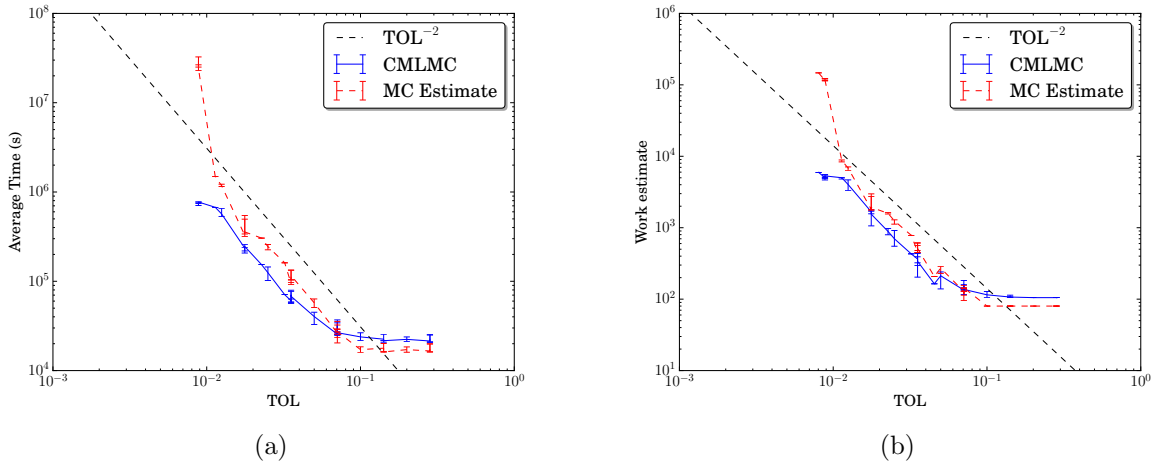 10^8
10^7
10^6
10^5
10^4
Average Time (s)
10^-3
10^-2
10^-1
10^0
TOL
TOL^-2
CMLMC
MC Estimate
(a)
10^6
10^5
10^4
10^3
10^2
10^1
Work estimate
10^-3
10^-2
10^-1
10^0
TOL
TOL^-2
CMLMC
MC Estimate
(b)